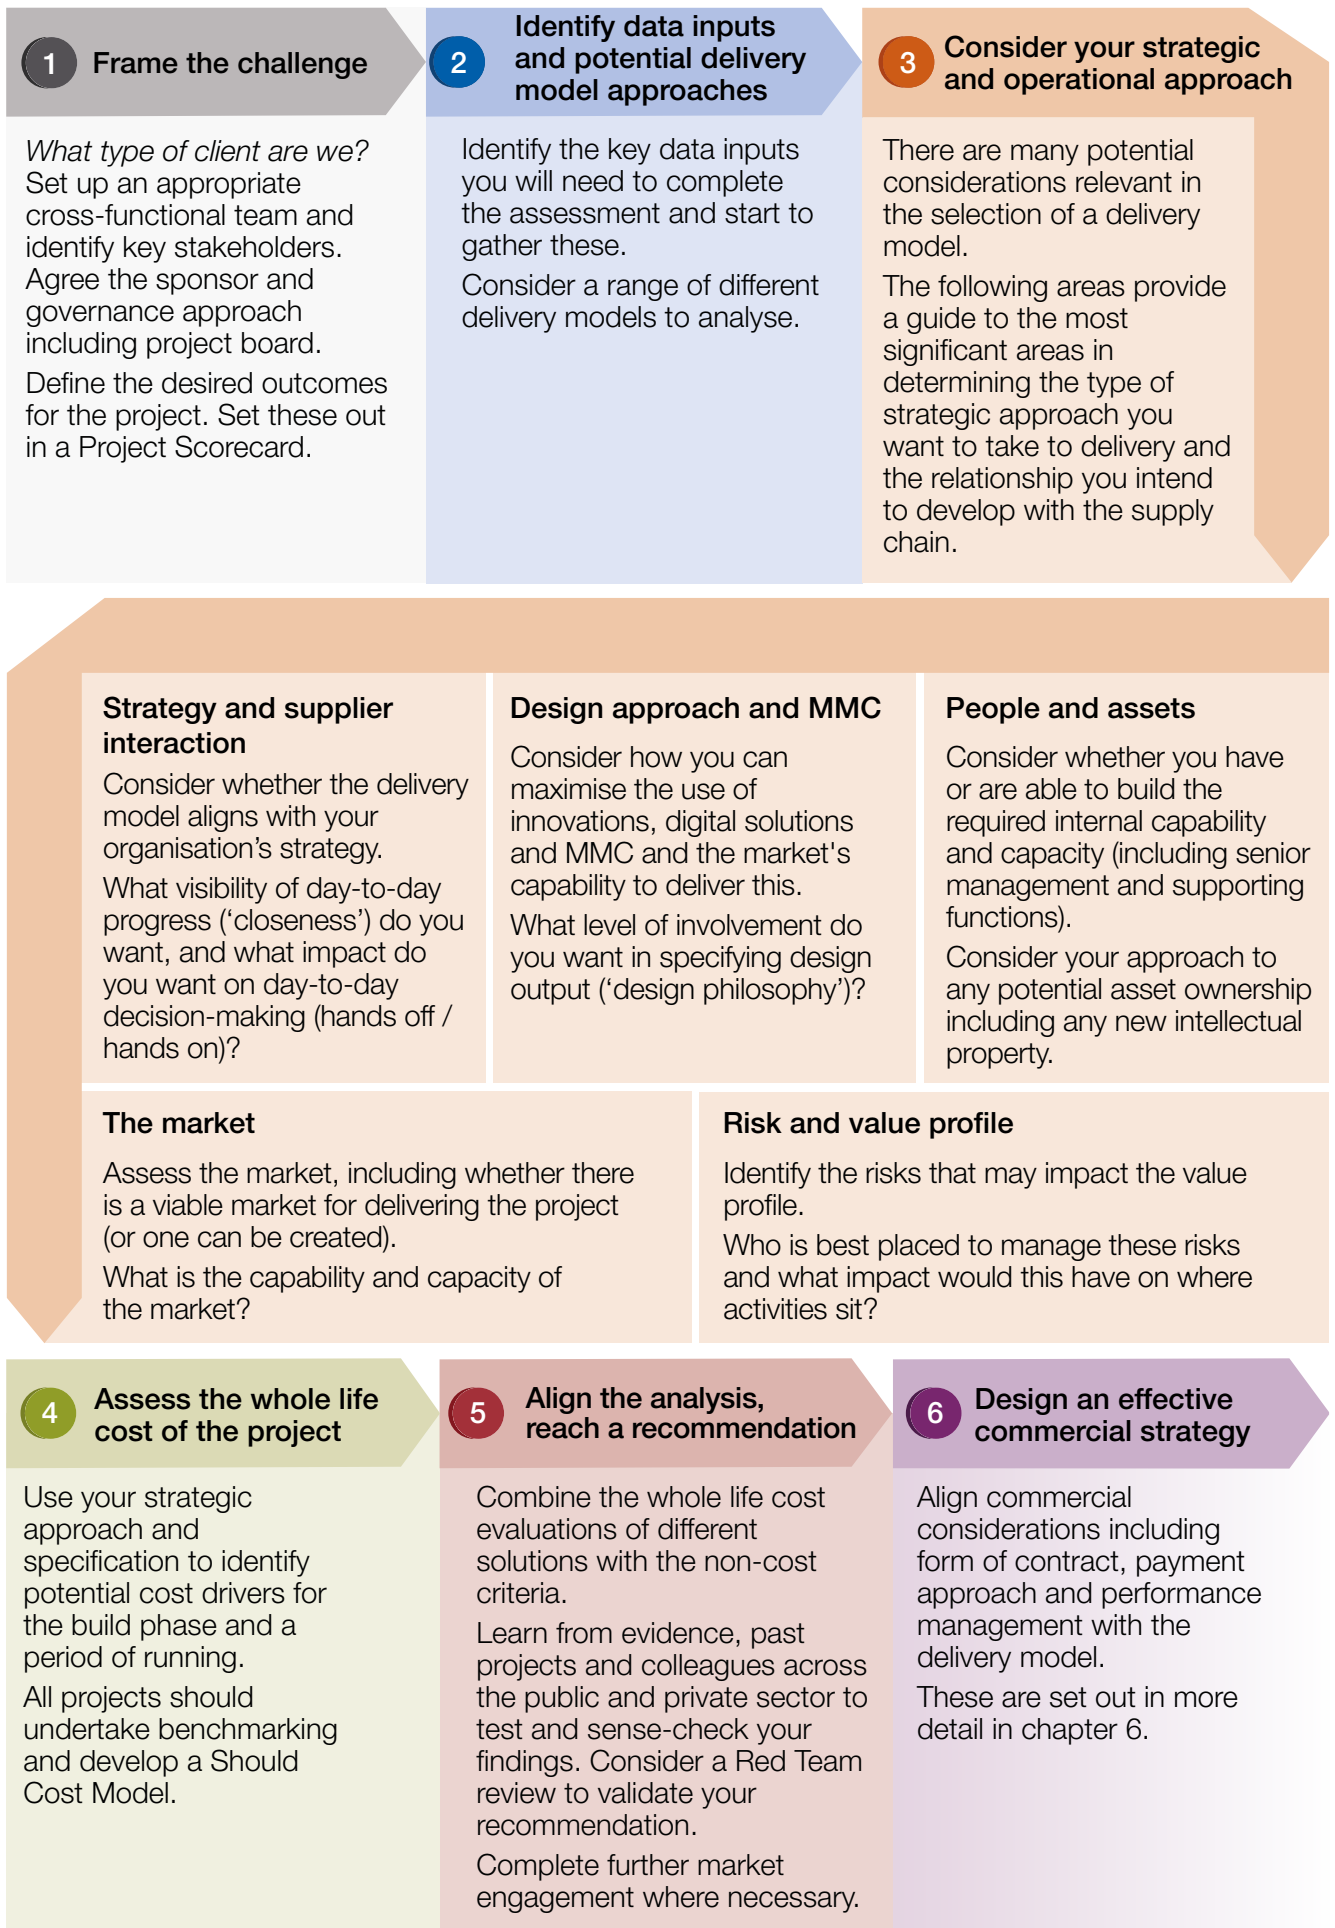 1
Frame the challenge
What type of client are we?
Set up an appropriate
cross-functional team and
identify key stakeholders.
Agree the sponsor and
governance approach
including project board.
Define the desired outcomes
for the project. Set these out
in a Project Scorecard.
2
Identify data inputs
and potential delivery
model approaches
Identify the key data inputs
you will need to complete
the assessment and start to
gather these.
Consider a range of different
delivery models to analyse.
3
Consider your strategic
and operational approach
There are many potential
considerations relevant in
the selection of a delivery
model.
The following areas provide
a guide to the most
significant areas in
determining the type of
strategic approach you
want to take to delivery and
the relationship you intend
to develop with the supply
chain.
Strategy and supplier
interaction
Consider whether the delivery
model aligns with your
organisation’s strategy.
What visibility of day-to-day
progress (‘closeness’) do you
want, and what impact do
you want on day-to-day
decision-making (hands off /
hands on)?
Design approach and MMC
Consider how you can
maximise the use of
innovations, digital solutions
and MMC and the market's
capability to deliver this.
What level of involvement do
you want in specifying design
output (‘design philosophy’)?
People and assets
Consider whether you have
or are able to build the
required internal capability
and capacity (including senior
management and supporting
functions).
Consider your approach to
any potential asset ownership
including any new intellectual
property.
The market
Assess the market, including whether there
is a viable market for delivering the project
(or one can be created).
What is the capability and capacity of
the market?
Risk and value profile
Identify the risks that may impact the value
profile.
Who is best placed to manage these risks
and what impact would this have on where
activities sit?
4
Assess the whole life
cost of the project
Use your strategic
approach and
specification to identify
potential cost drivers for
the build phase and a
period of running.
All projects should
undertake benchmarking
and develop a Should
Cost Model.
5
Align the analysis,
reach a recommendation
Combine the whole life cost
evaluations of different
solutions with the non-cost
criteria.
Learn from evidence, past
projects and colleagues across
the public and private sector to
test and sense-check your
findings. Consider a Red Team
review to validate your
recommendation.
Complete further market
engagement where necessary.
6
Design an effective
commercial strategy
Align commercial
considerations including
form of contract, payment
approach and performance
management with the
delivery model.
These are set out in more
detail in chapter 6.